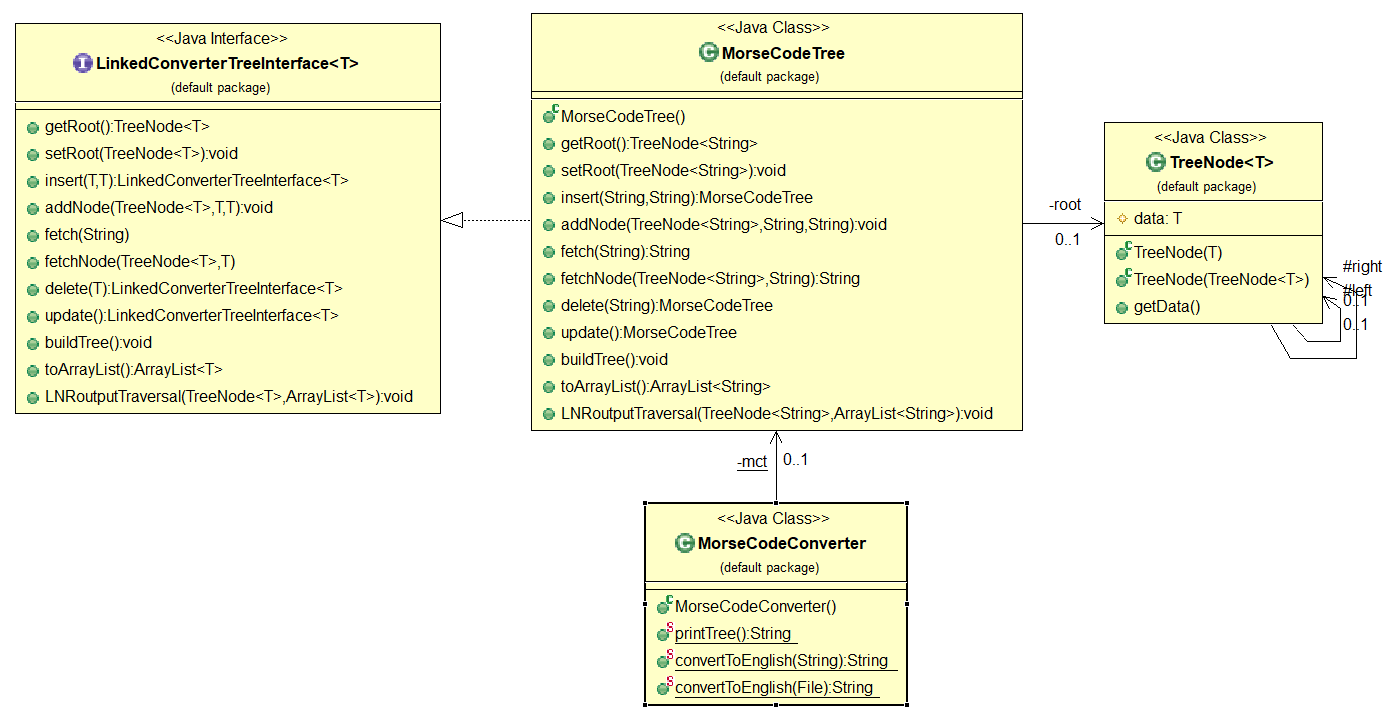 <<Java Interface>>
LinkedConverterTreeInterface<T>
(default package)
getRoot():TreeNode<T>
setRoot(TreeNode<T>):void
insert(T,T):LinkedConverterTreeInterface<T>
addNode(TreeNode<T>,T,T):void
fetch(String)
fetchNode(TreeNode<T>,T)
delete(T):LinkedConverterTreeInterface<T>
update():LinkedConverterTreeInterface<T>
buildTree():void
toArrayList():ArrayList<T>
LNRoutputTraversal(TreeNode<T>,ArrayList<T>):void
<<Java Class>>
MorseCodeTree
(default package)
MorseCodeTree()
getRoot():TreeNode<String>
setRoot(TreeNode<String>):void
insert(String,String):MorseCodeTree
addNode(TreeNode<String>,String,String):void
fetch(String):String
fetchNode(TreeNode<String>,String):String
delete(String):MorseCodeTree
update():MorseCodeTree
buildTree():void
toArrayList():ArrayList<String>
LNRoutputTraversal(TreeNode<String>,ArrayList<String>):void
-root
0..1
<<Java Class>>
TreeNode<T>
(default package)
data: T
TreeNode(T)
TreeNode(TreeNode<T>)
getData()
#right
#left
0..1
0..1
-mct
0..1
<<Java Class>>
MorseCodeConverter
(default package)
MorseCodeConverter()
printTree():String
convertToEnglish(String):String
convertToEnglish(File):String